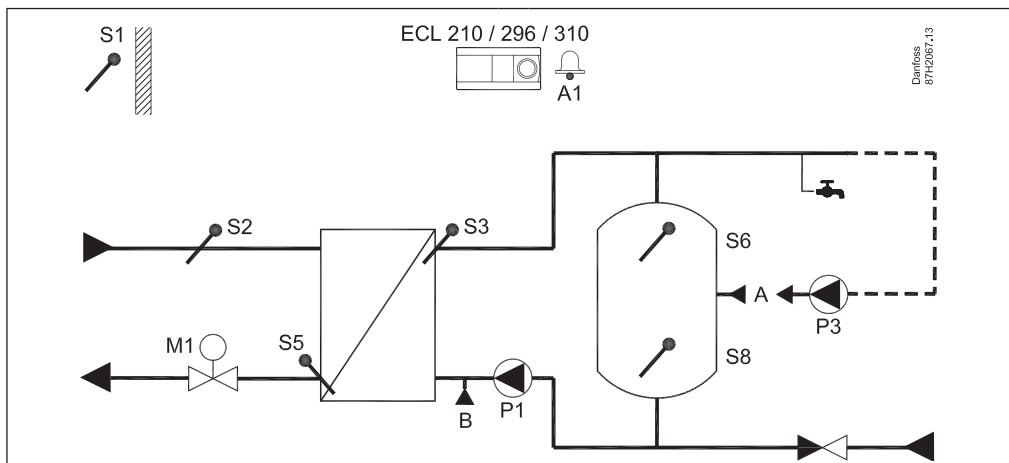 S1
ECL 210 / 296 / 310
A1
Danfoss
87H2067.13
S2
S3
S6
A
P3
M1
S5
S8
B
P1